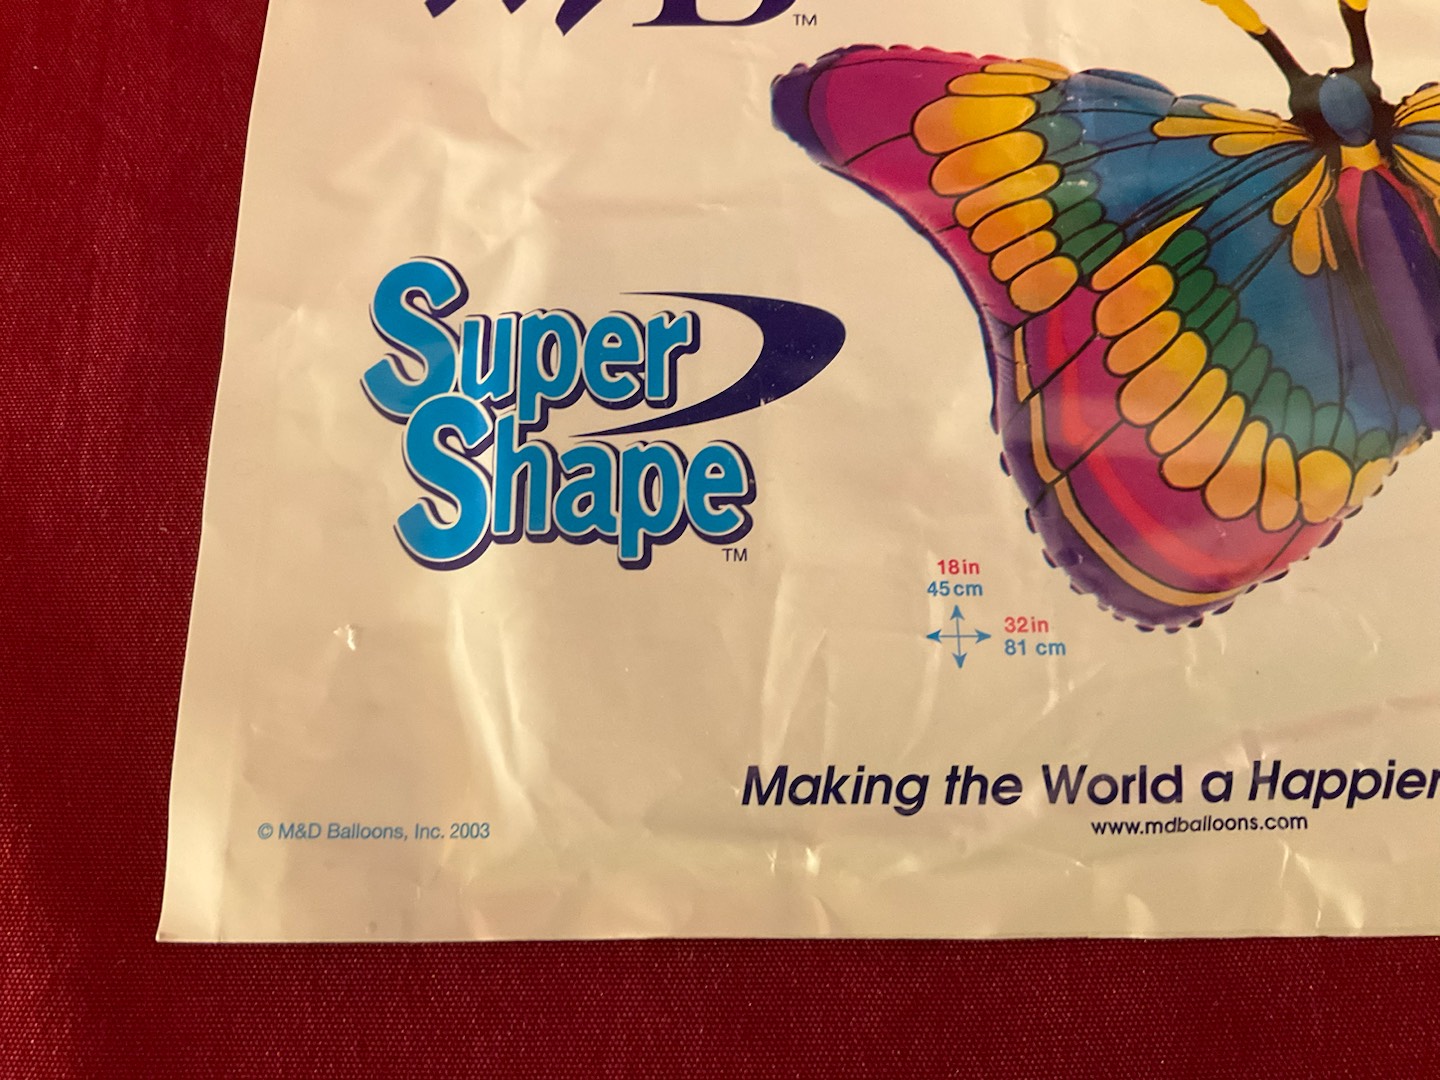 TM
Super
Shape
TM
18in
45cm
32in
81 cm
Making the World a Happier
www.mdballoons.com
© M&D Balloons, Inc. 2003